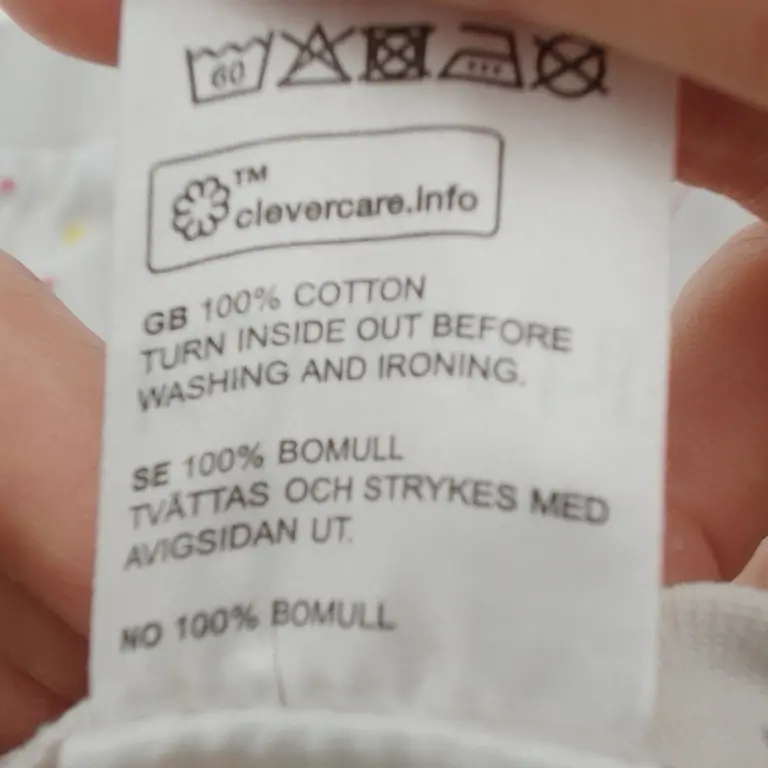 60
TM
clevercare.info
GB 100% COTTON
TURN INSIDE OUT BEFORE
WASHING AND IRONING.
SE 100% BOMULL
TVÄTTAS OCH STRYKES MED
AVIGSIDAN UT.
NO 100% BOMULL